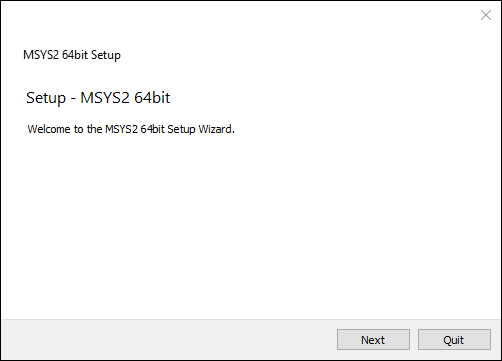 MSYS2 64bit Setup
Setup - MSYS2 64bit
Welcome to the MSYS2 64bit Setup Wizard.
Next
Quit